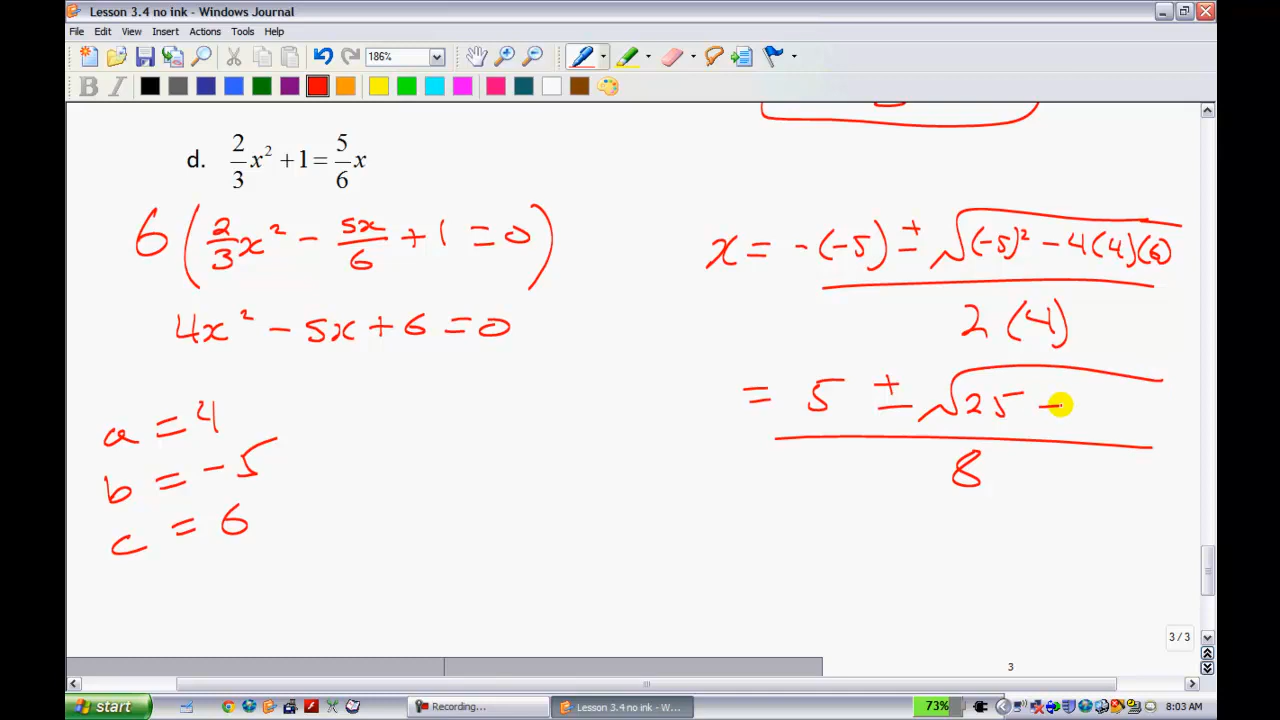 Lesson 3.4 no ink - Windows Journal
File Edit View Insert Actions Tools Help
186%
B I
d. 2/3 x² + 1 = 5/6 x
6 ( 2/3 x² - 5x/6 + 1 = 0 )
4x² - 5x + 6 = 0
a = 4
b = -5
c = 6
x = -(-5) ± √(-5)² - 4(4)(6)
2 (4)
= 5 ± √25 -
8
3/3
3
start Recording... Lesson 3.4 no ink - W... 73% 8:03 AM